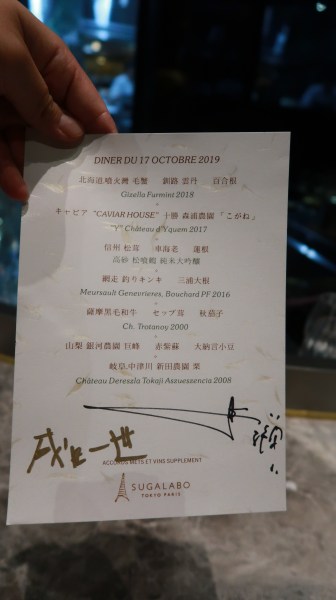 DINER DU 17 OCTOBRE 2019
北海道 噴火湾 毛蟹 釧路 雲丹 百合根
Gizella Furmint 2018
キャビア "CAVIAR HOUSE" 十勝 森浦農園 「こがね」
"Y" Château d'Yquem 2017
信州 松茸 車海老 蓮根
高砂 松喰鶴 純米大吟醸
網走 釣りキンキ 三浦大根
Meursault Genevrieres, Bouchard PF 2016
薩摩黒毛和牛 セップ茸 秋茄子
Ch. Trotanoy 2000
山梨 銀河農園 巨峰 赤紫蘇 大納言小豆
岐阜 中津川 新田農園 栗
Château Dereszla Tokaji Aszuessencia 2008
ACCORDS METS ET VINS SUPPLEMENT
SUGALABO
TOKYO PARIS